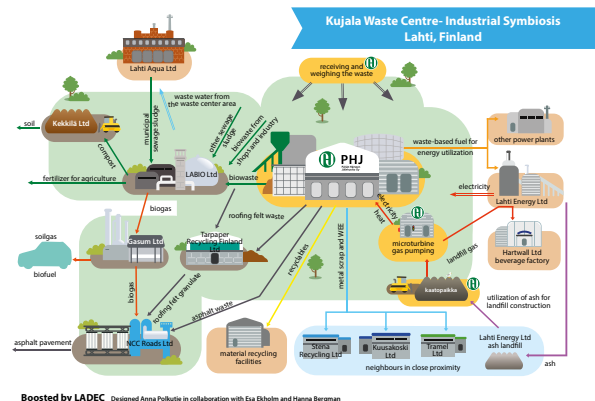 Kujala Waste Centre- Industrial Symbiosis
Lahti, Finland
Lahti Aqua Ltd
receiving and
weighing the waste
waste water from
the waste center area
municipal
sewage sludge
other sewage
sludge
biowaste from
shops and industry
soil
Kekkilä Ltd
compost
LABIO Ltd
biowaste
fertilizer for agriculture
PHJ
waste-based fuel for
energy utilization
other power plants
electricity
Lahti Energy Ltd
electricity
heat
biogas
roofing felt waste
soilgas
biofuel
Gasum Ltd
Tarpaper
Recycling Finland
Ltd
microturbine
gas pumping
landfill gas
Hartwall Ltd
beverage factory
biogas
roofing felt granulate
recyclables
metal scrap and WEE
kaatopaikka
asphalt waste
utilization of ash for
landfill construction
asphalt pavement
NCC Roads Ltd
material recycling
facilities
Stena
Recycling Ltd
Kuusakoski
Ltd
Tramel
Ltd
neighbours in close proximity
Lahti Energy Ltd
ash landfill
ash
Boosted by LADEC Designed Anna Polkutie in collaboration with Esa Ekholm and Hanna Bergman